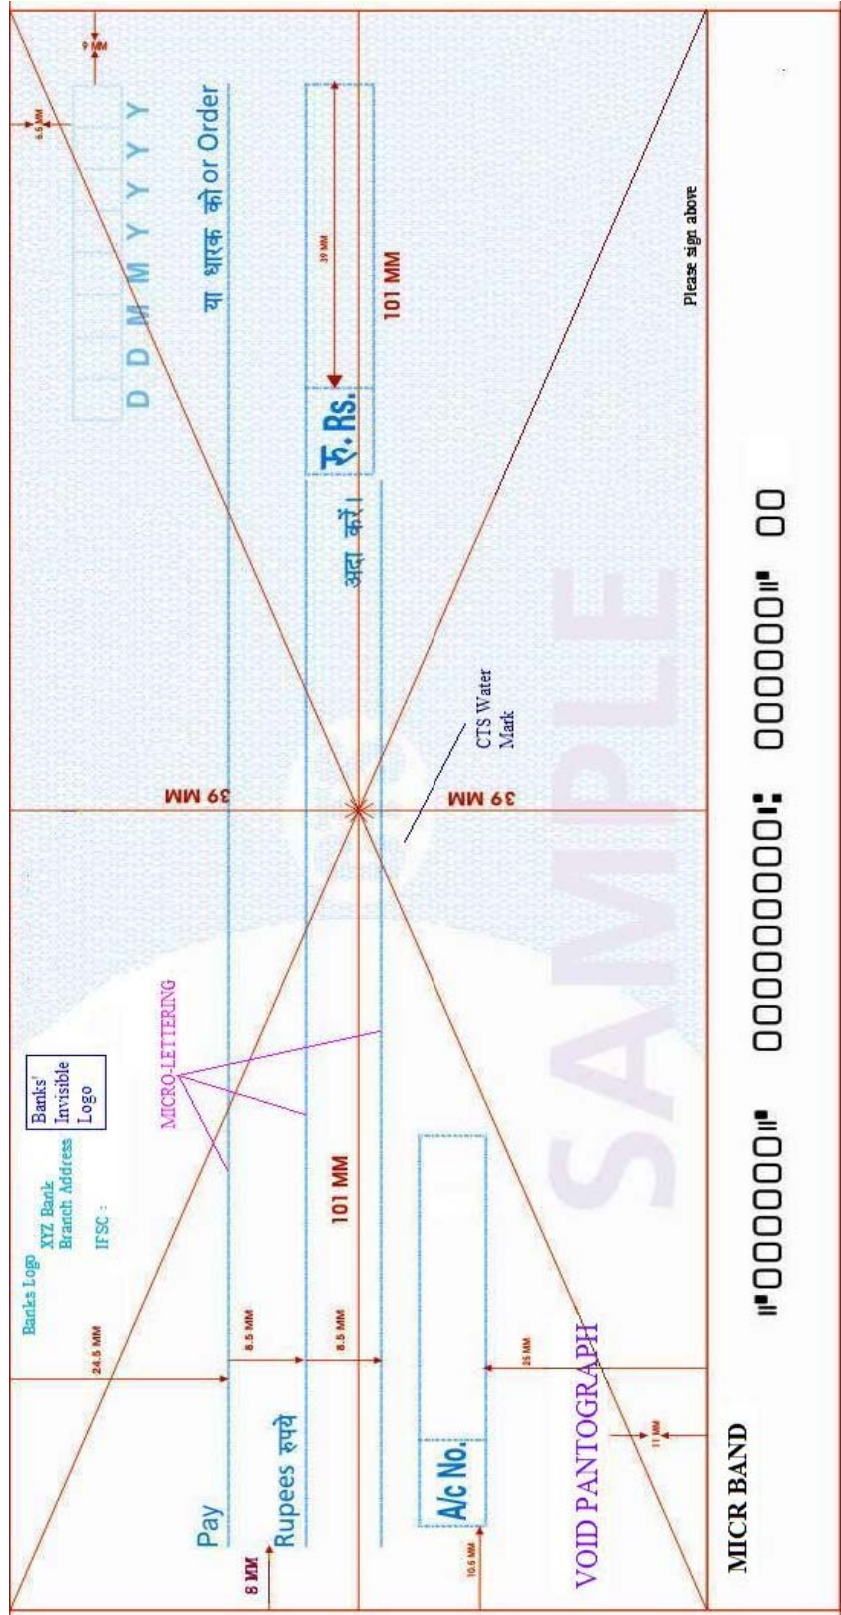 Banks Logo
XYZ Bank
Branch Address
IFSC :
Banks'
Invisible
Logo
9 MM
6.5 MM
D D M M Y Y Y Y
24.5 MM
MICRO-LETTERING
39 MM
Pay
या धारक को or Order
8 MM
8.5 MM
Rupees रुपये
8.5 MM
101 MM
अदा करें।
रु. Rs.
39 MM
101 MM
A/c No.
10.5 MM
25 MM
39 MM
CTS Water
Mark
VOID PANTOGRAPH
SAMPLE
11 MM
Please sign above
MICR BAND
⑈000000⑈ 000000000⑆ 000000⑈ 00